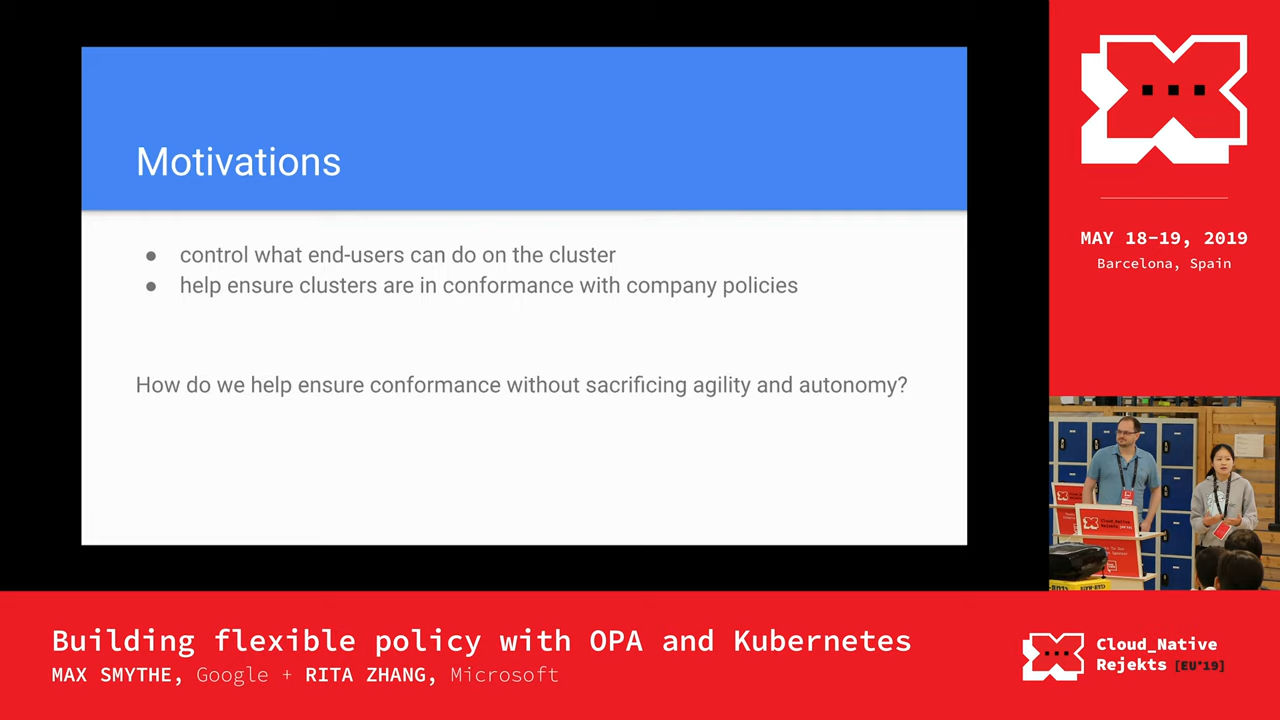 Motivations
● control what end-users can do on the cluster
● help ensure clusters are in conformance with company policies
How do we help ensure conformance without sacrificing agility and autonomy?
MAY 18-19, 2019
Barcelona, Spain
Building flexible policy with OPA and Kubernetes
MAX SMYTHE, Google + RITA ZHANG, Microsoft
Cloud_Native
Rejekts [EU*19]